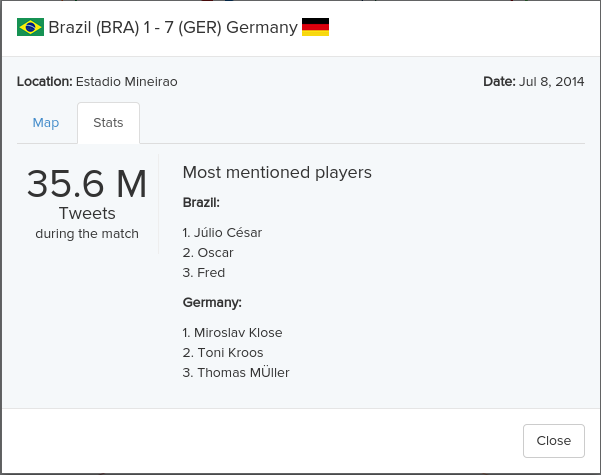 Brazil (BRA) 1 - 7 (GER) Germany
Location: Estadio Mineirao
Date: Jul 8, 2014
Map
Stats
35.6 M
Tweets
during the match
Most mentioned players
Brazil:
1. Júlio César
2. Oscar
3. Fred
Germany:
1. Miroslav Klose
2. Toni Kroos
3. Thomas MÜller
Close